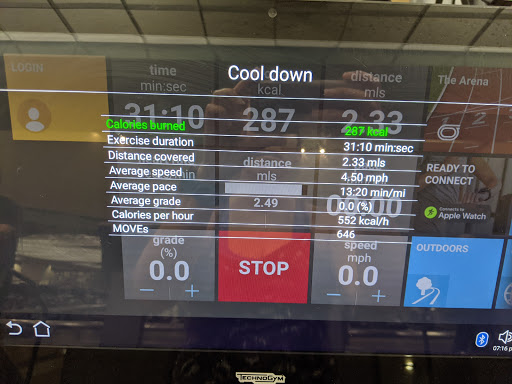 LOGIN
time
min:sec
31:10
Cool down
kcal
287
distance
mls
2.33
The Arena
Calories burned 287 kcal
Exercise duration 31:10 min:sec
Distance covered 2.33 mls
Average speed 4.50 mph
Average pace 13:20 min/mi
Average grade 0.0 (%)
Calories per hour 552 kcal/h
MOVEs 646
distance
mls
2.49
READY TO
CONNECT
Connects to
Apple Watch
grade
(%)
0.0
STOP
speed
mph
0.0
OUTDOORS
07:16 p
TECHNOGYM